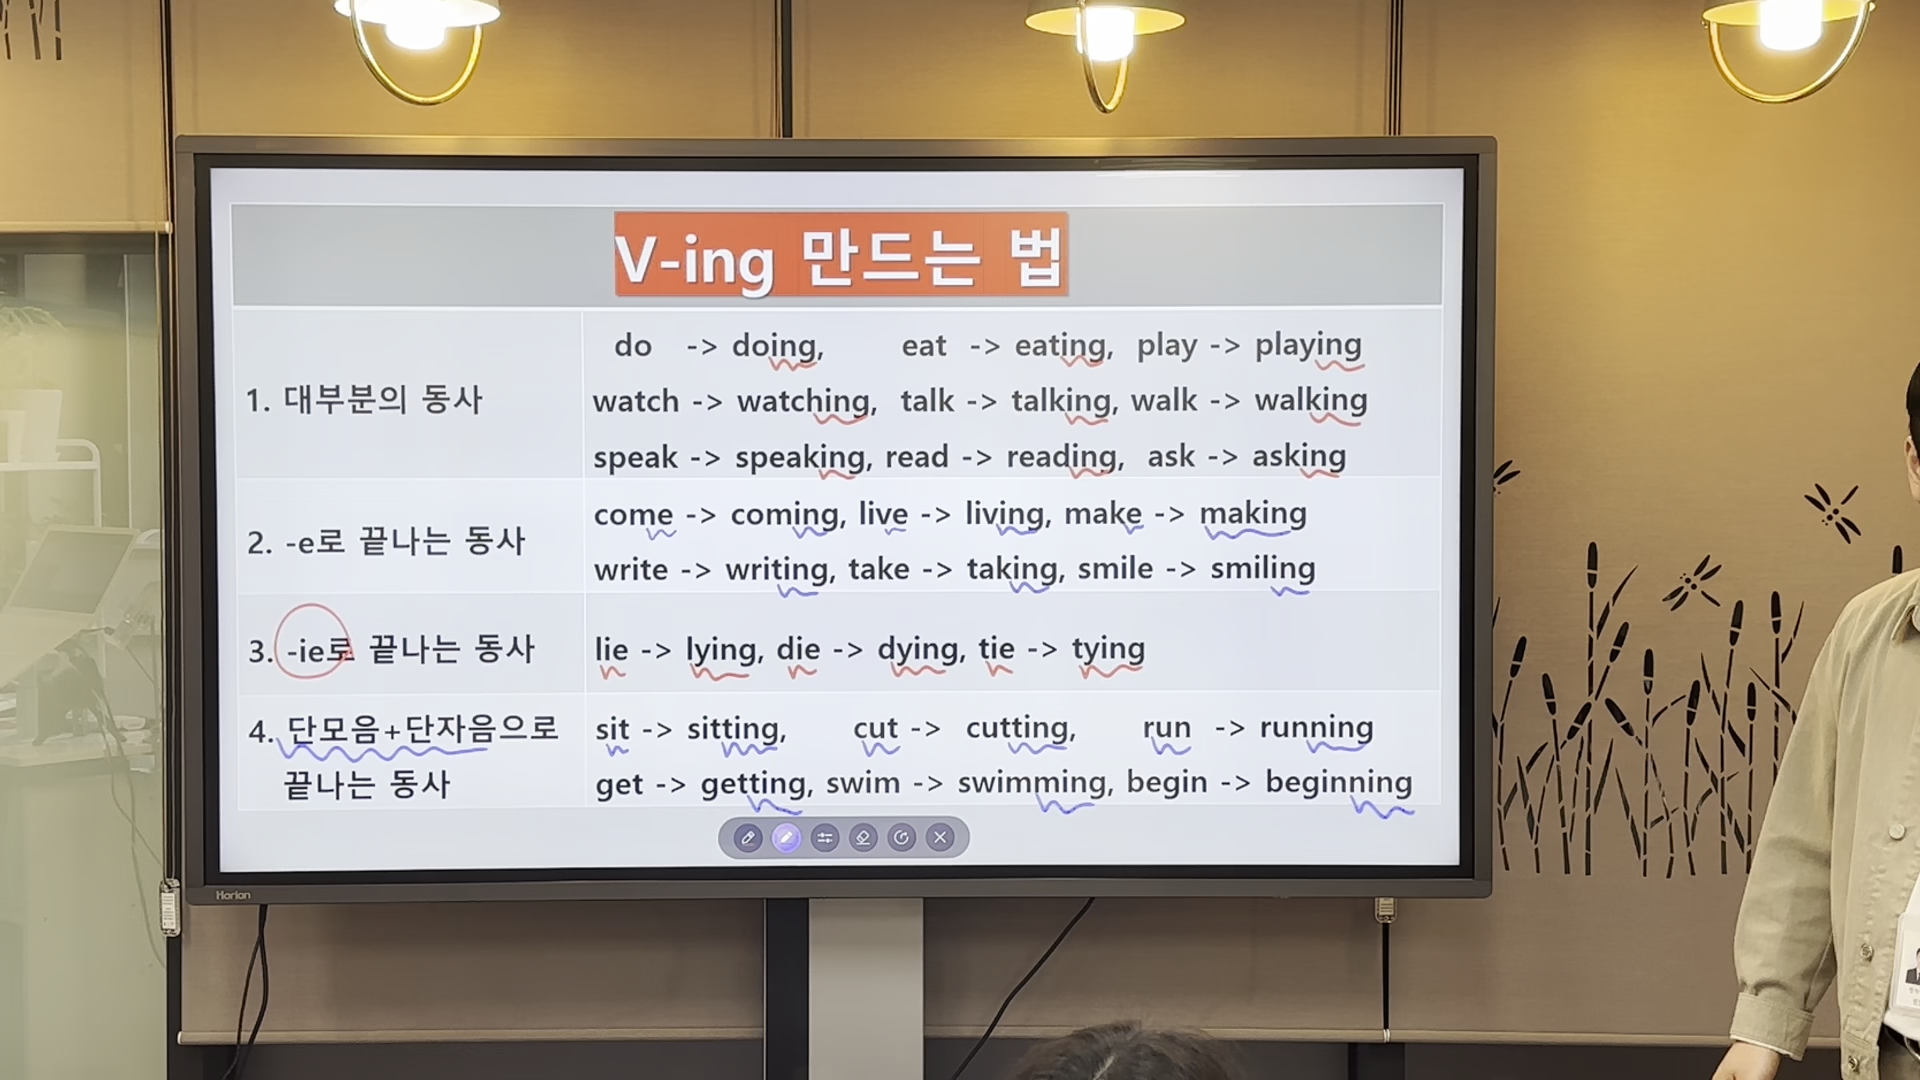 V-ing 만드는 법
1. 대부분의 동사
do -> doing, eat -> eating, play -> playing
watch -> watching, talk -> talking, walk -> walking
speak -> speaking, read -> reading, ask -> asking
2. -e로 끝나는 동사
come -> coming, live -> living, make -> making
write -> writing, take -> taking, smile -> smiling
3. -ie로 끝나는 동사
lie -> lying, die -> dying, tie -> tying
4. 단모음+단자음으로
끝나는 동사
sit -> sitting, cut -> cutting, run -> running
get -> getting, swim -> swimming, begin -> beginning
Horion